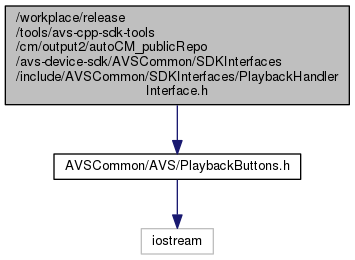 /workplace/release
/tools/avs-cpp-sdk-tools
/cm/output2/autoCM_publicRepo
/avs-device-sdk/AVSCommon/SDKInterfaces
/include/AVSCommon/SDKInterfaces/PlaybackHandler
Interface.h
AVSCommon/AVS/PlaybackButtons.h
iostream